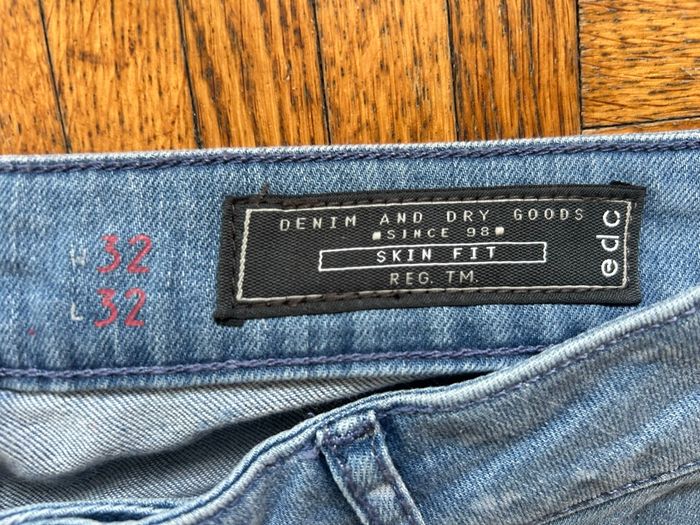 W 32
L 32
DENIM AND DRY GOODS
SINCE 98
SKIN FIT
REG. TM.
edc